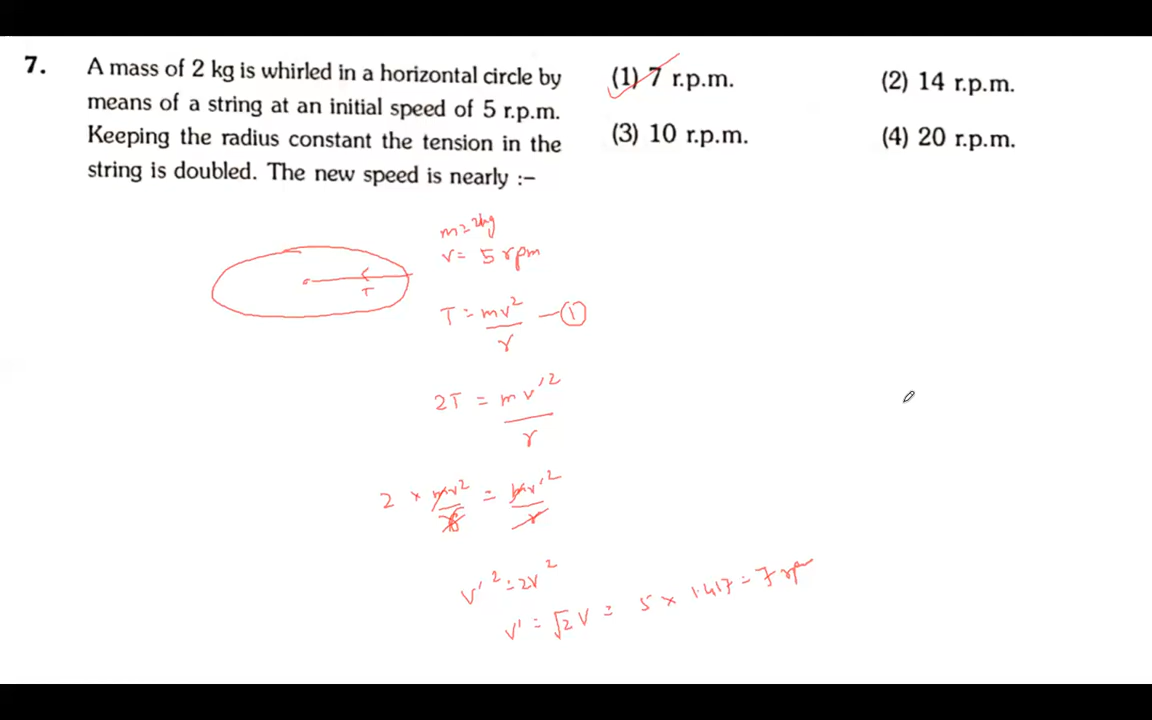 7. A mass of 2 kg is whirled in a horizontal circle by
means of a string at an initial speed of 5 r.p.m.
Keeping the radius constant the tension in the
string is doubled. The new speed is nearly :–
(1) 7 r.p.m.
(2) 14 r.p.m.
(3) 10 r.p.m.
(4) 20 r.p.m.
T
m=2kg
v= 5 rpm
T = mv²/r —①
2T = mv'²/r
2 × mv²/r = mv'²/r
v'² = 2v²
v' = √2 v = 5 × 1.417 = 7 rpm